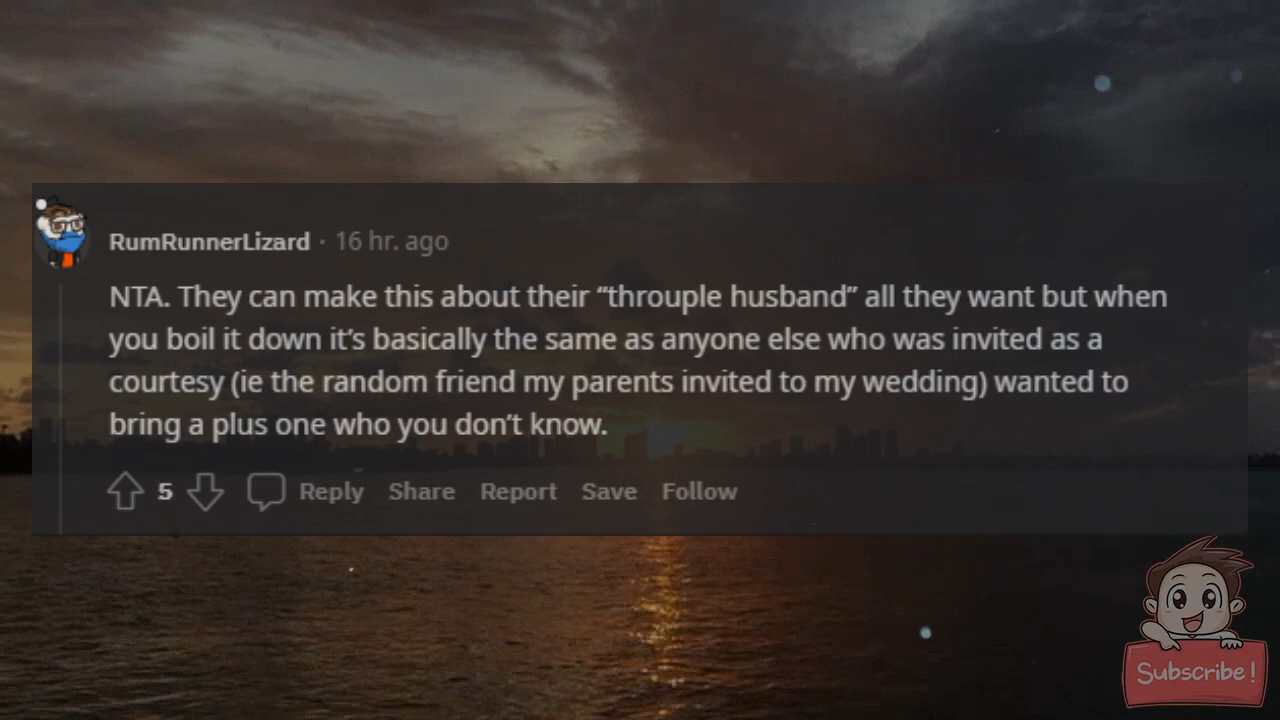 RumRunnerLizard · 16 hr. ago
NTA. They can make this about their “throuple husband” all they want but when
you boil it down it’s basically the same as anyone else who was invited as a
courtesy (ie the random friend my parents invited to my wedding) wanted to
bring a plus one who you don’t know.
5 Reply Share Report Save Follow
Subscribe!